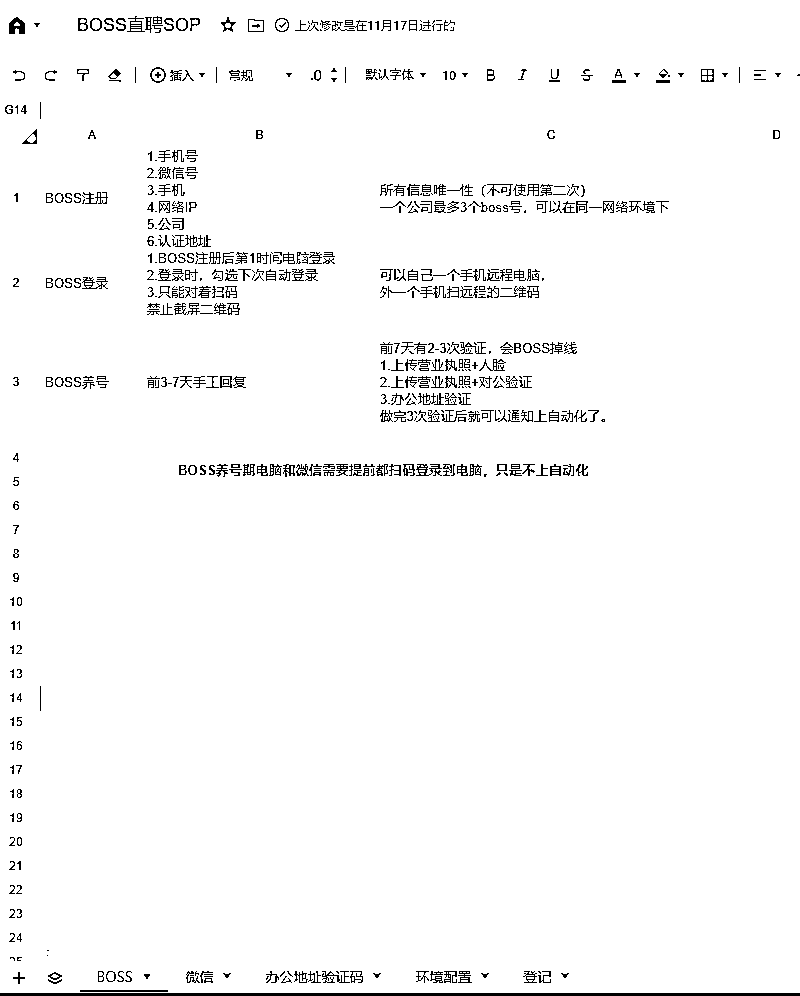 BOSS直聘SOP 上次修改是在11月17日进行的
插入 常规 .0 默认字体 10 B I U S A
G14
A B C D
1 BOSS注册
1.手机号
2.微信号
3.手机
4.网络IP
5.公司
6.认证地址
所有信息唯一性（不可使用第二次）
一个公司最多3个boss号，可以在同一网络环境下
2 BOSS登录
1.BOSS注册后第1时间电脑登录
2.登录时，勾选下次自动登录
3.只能对着扫码
禁止截屏二维码
可以自己一个手机远程电脑，
外一个手机扫远程的二维码
3 BOSS养号
前3-7天手工回复
前7天有2-3次验证，会BOSS掉线
1.上传营业执照+人脸
2.上传营业执照+对公验证
3.办公地址验证
做完3次验证后就可以通知上自动化了。
4
BOSS养号期电脑和微信需要提前都扫码登录到电脑，只是不上自动化
5
6
7
8
9
10
11
12
13
14
15
16
17
18
19
20
21
22
23
24
BOSS 微信 办公地址验证码 环境配置 登记